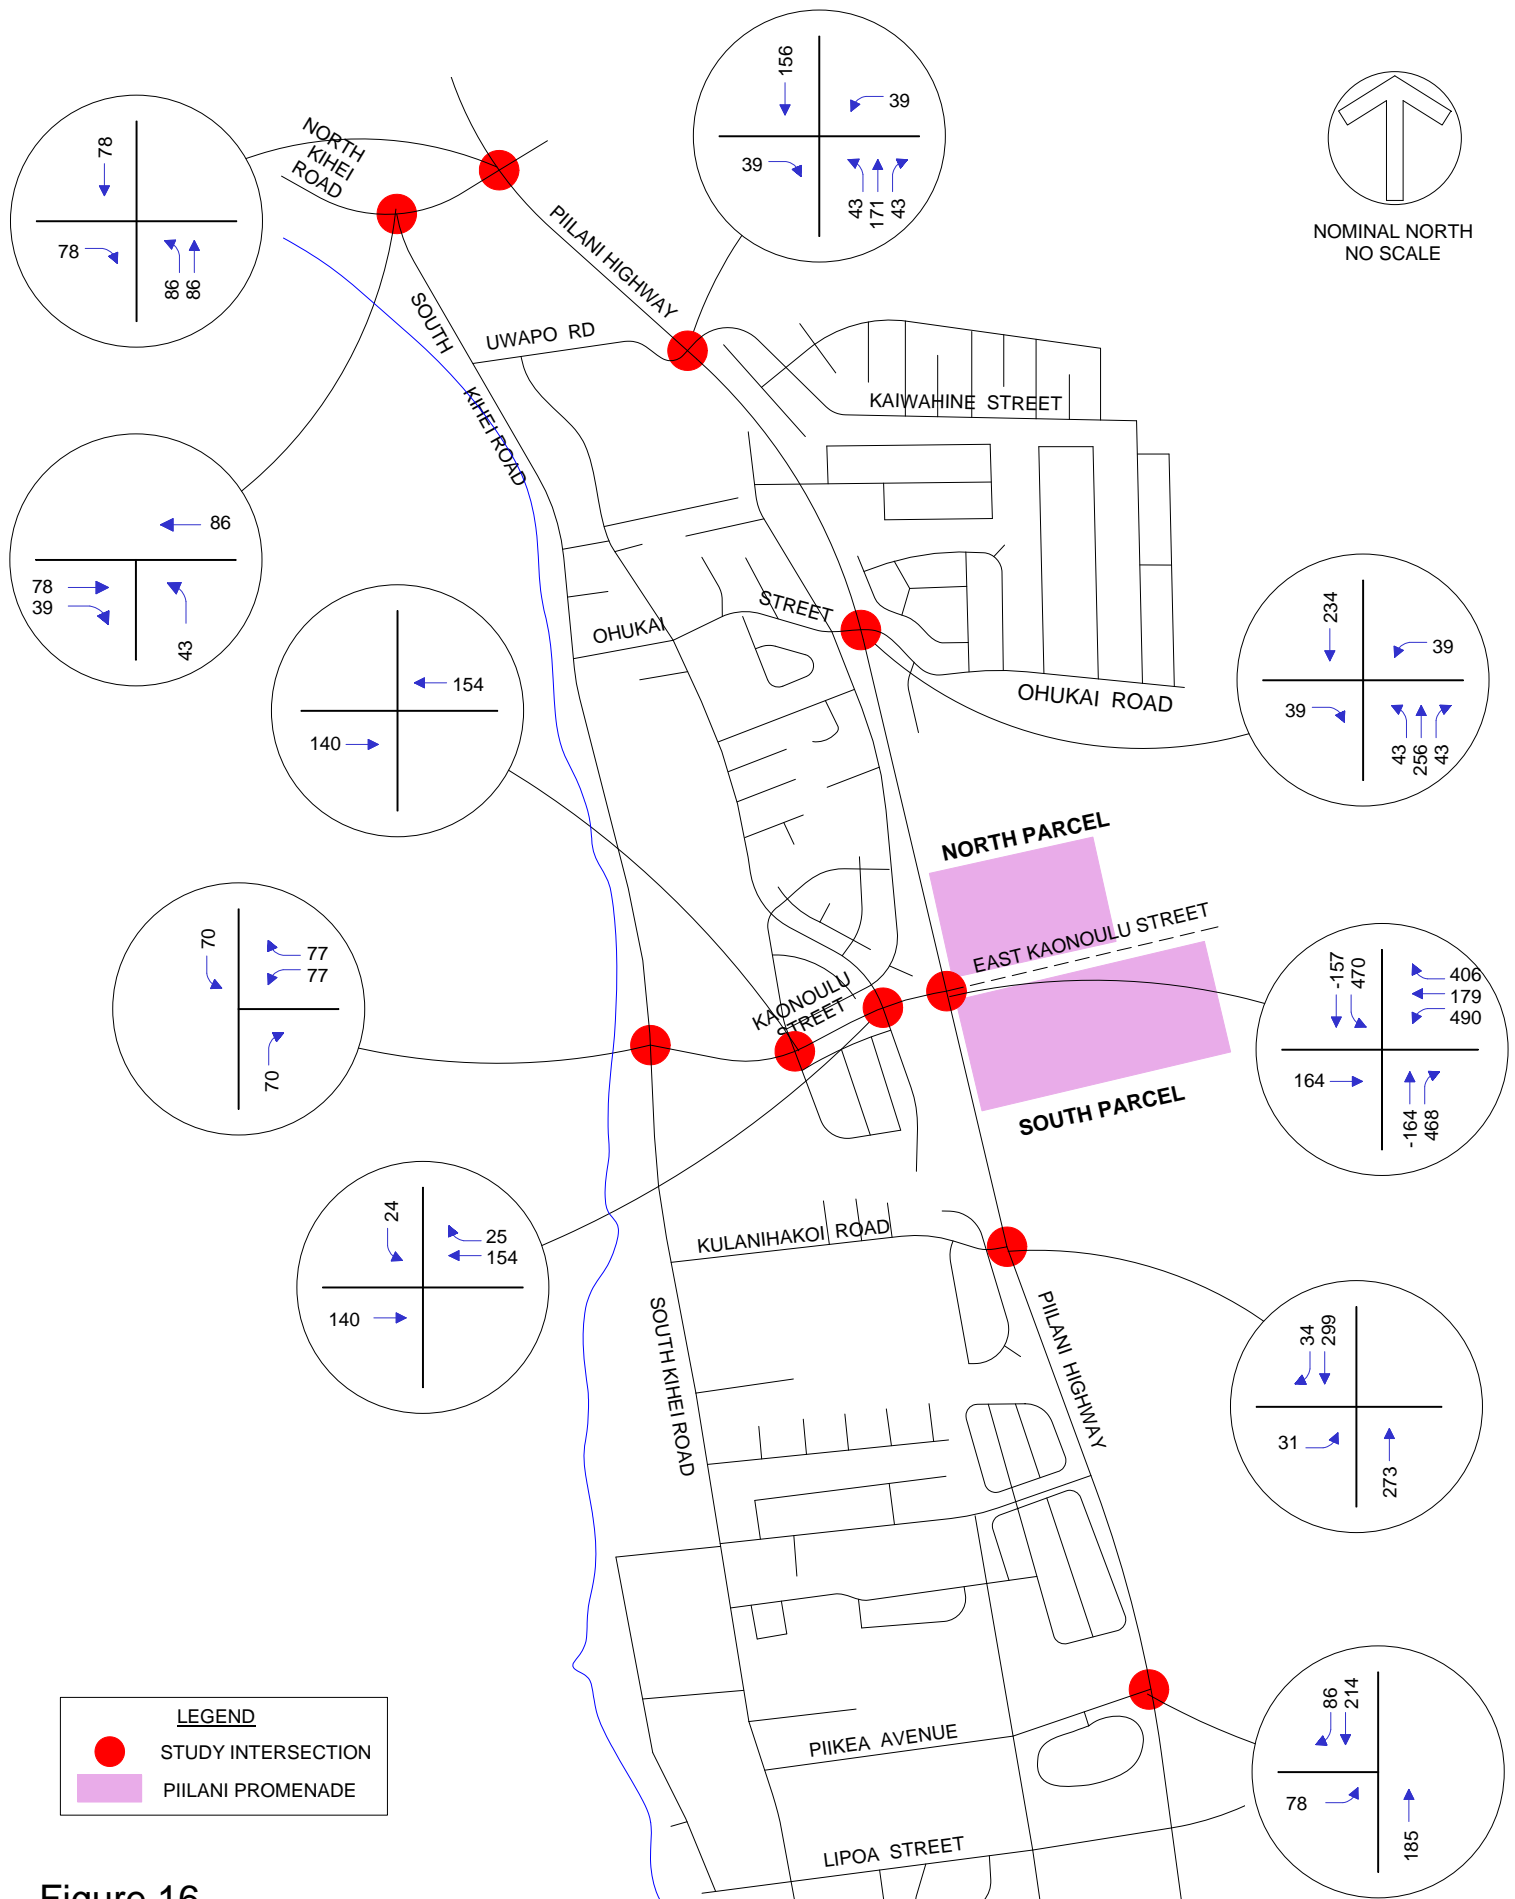 156
39
39
43
171
43
NOMINAL NORTH
NO SCALE
78
78
86
86
NORTH
KIHEI
ROAD
PIILANI HIGHWAY
SOUTH
KIHEI ROAD
UWAPO RD
KAIWAHINE STREET
86
78
39
43
OHUKAI
STREET
OHUKAI ROAD
234
39
39
43
256
43
154
140
NORTH PARCEL
EAST KAONOULU STREET
SOUTH PARCEL
KAONOULU
STREET
70
77
77
70
-157
470
406
179
490
164
-164
468
24
25
154
140
KULANIHAKOI ROAD
SOUTH KIHEI ROAD
PIILANI HIGHWAY
34
299
31
273
86
214
78
185
PIIKEA AVENUE
LIPOA STREET
LEGEND
STUDY INTERSECTION
PIILANI PROMENADE
Figure 16